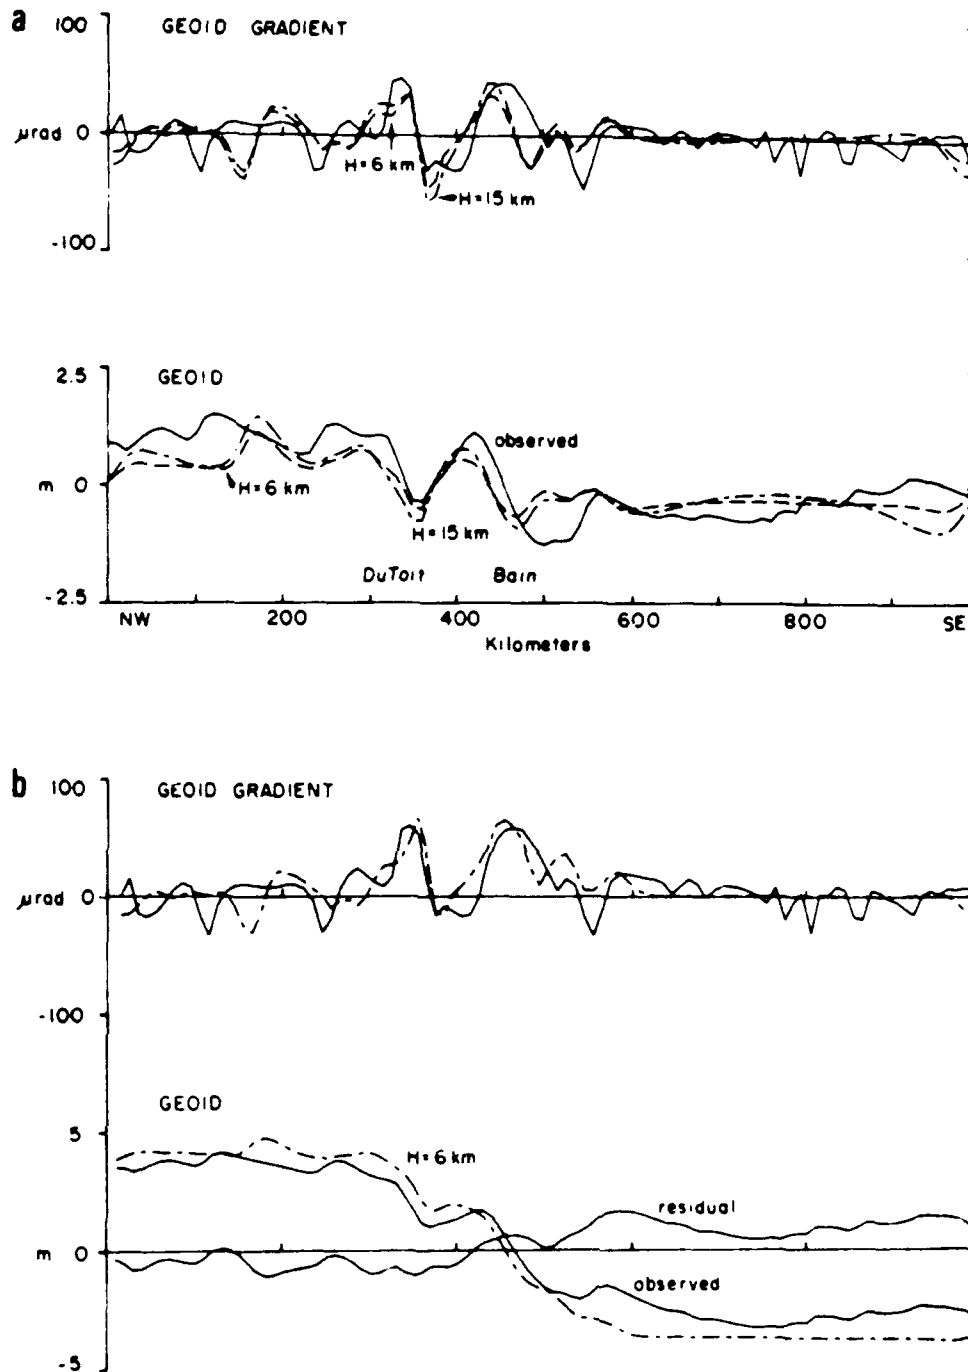 a
100
GEOID GRADIENT
μrad 0
H=6 km
H=15 km
-100
2.5
GEOID
observed
m 0
H=6 km
H=15 km
DuToit Bain
-2.5
NW 200 400 600 800 SE
Kilometers
b
100
GEOID GRADIENT
μrad 0
-100
GEOID
5
H=6 km
residual
m 0
observed
-5